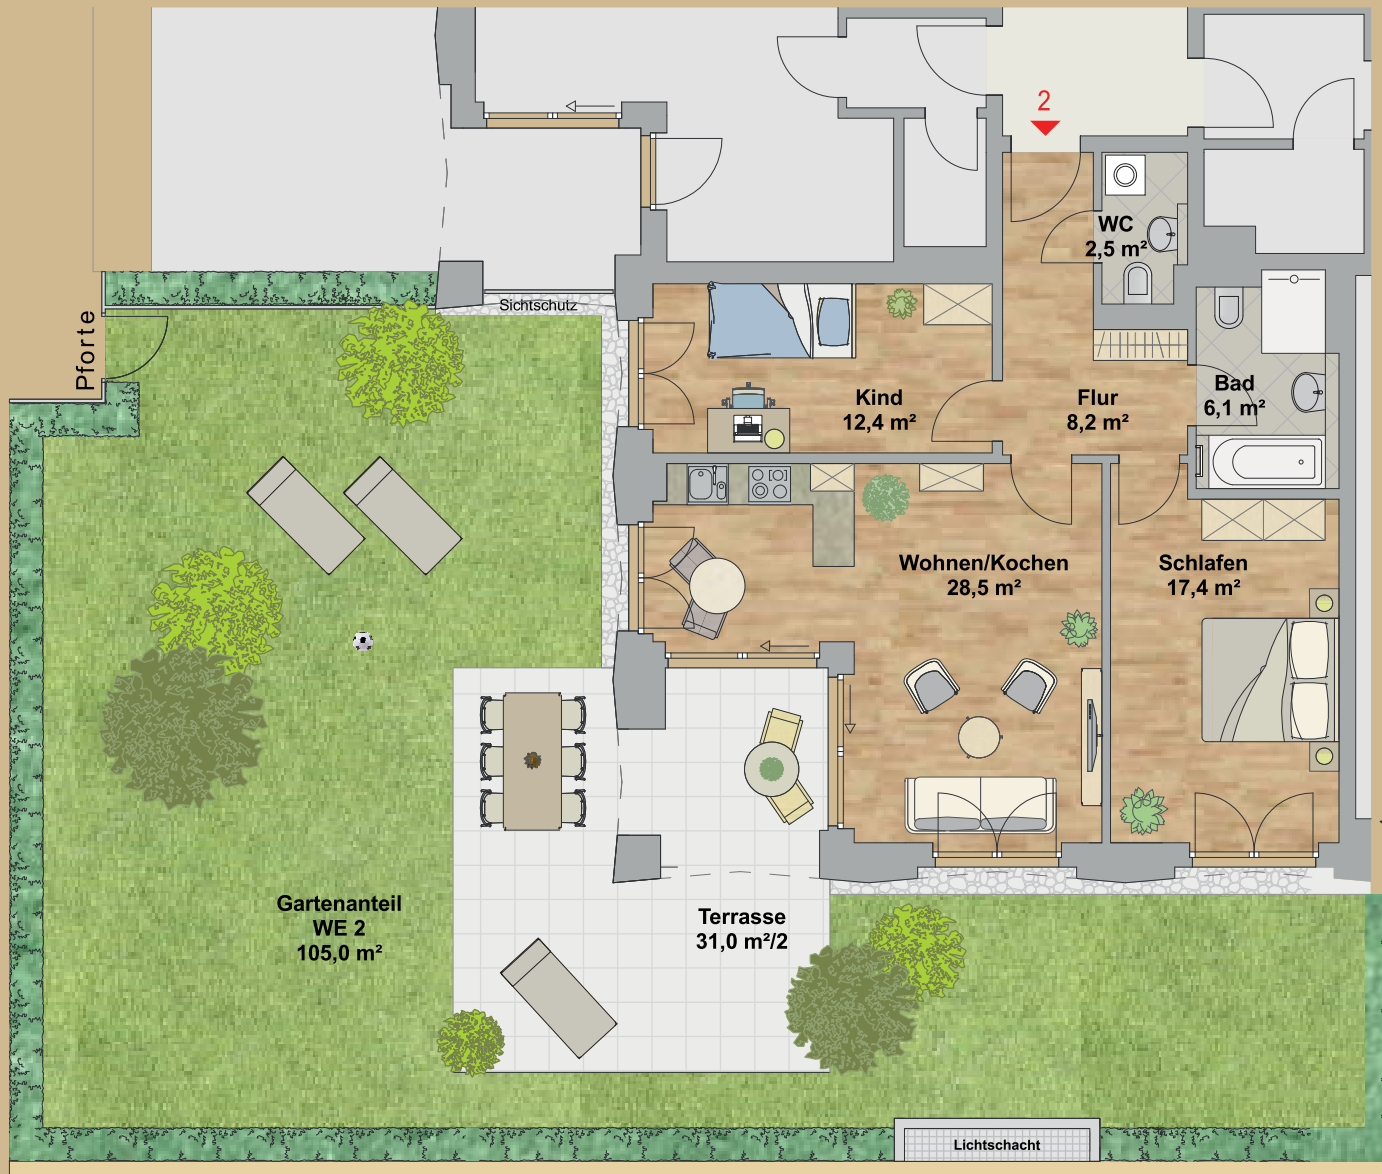 2
WC
2,5 m²
Sichtschutz
Pforte
Kind
12,4 m²
Flur
8,2 m²
Bad
6,1 m²
Wohnen/Kochen
28,5 m²
Schlafen
17,4 m²
Gartenanteil
WE 2
105,0 m²
Terrasse
31,0 m²/2
Lichtschacht